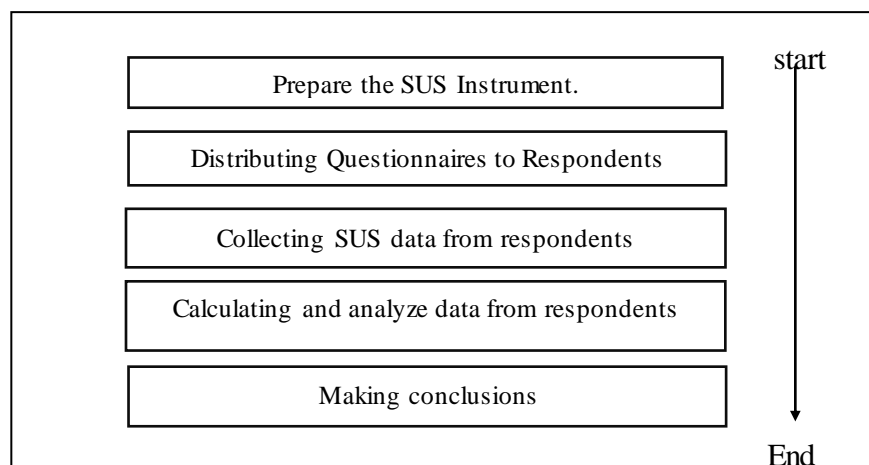 start
Prepare the SUS Instrument.
Distributing Questionnaires to Respondents
Collecting SUS data from respondents
Calculating and analyze data from respondents
Making conclusions
End